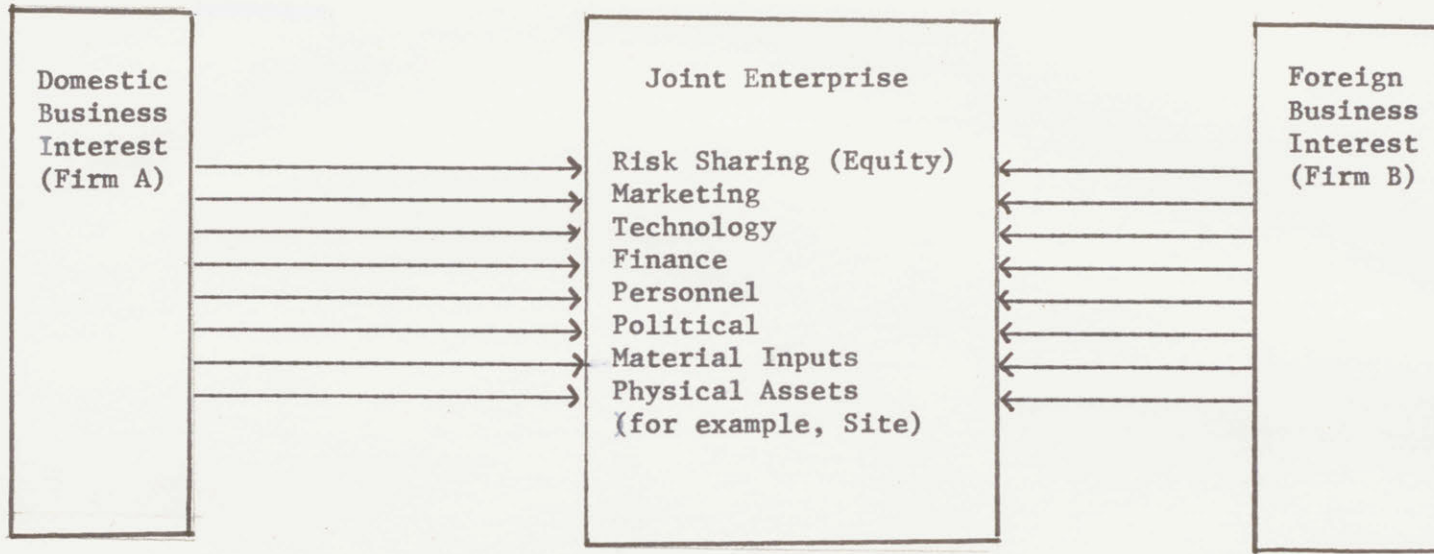 Domestic
Business
Interest
(Firm A)
Joint Enterprise
Risk Sharing (Equity)
Marketing
Technology
Finance
Personnel
Political
Material Inputs
Physical Assets
(for example, Site)
Foreign
Business
Interest
(Firm B)